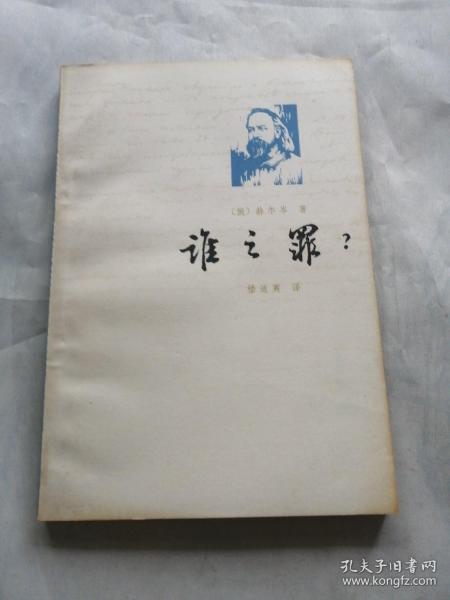 〔俄〕赫尔岑 著
谁之罪?
楼适夷 译
孔夫子旧书网
www.kongfz.com